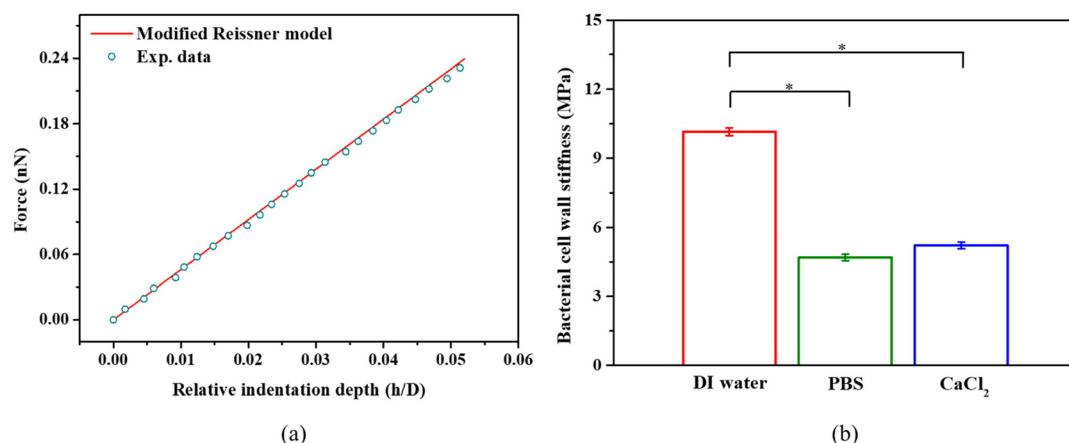 Modified Reissner model
Exp. data
0.24
0.18
0.12
0.06
0.00
Force (nN)
0.00 0.01 0.02 0.03 0.04 0.05 0.06
Relative indentation depth (h/D)
(a)
15
12
9
6
3
0
Bacterial cell wall stiffness (MPa)
*
*
DI water PBS CaCl₂
(b)